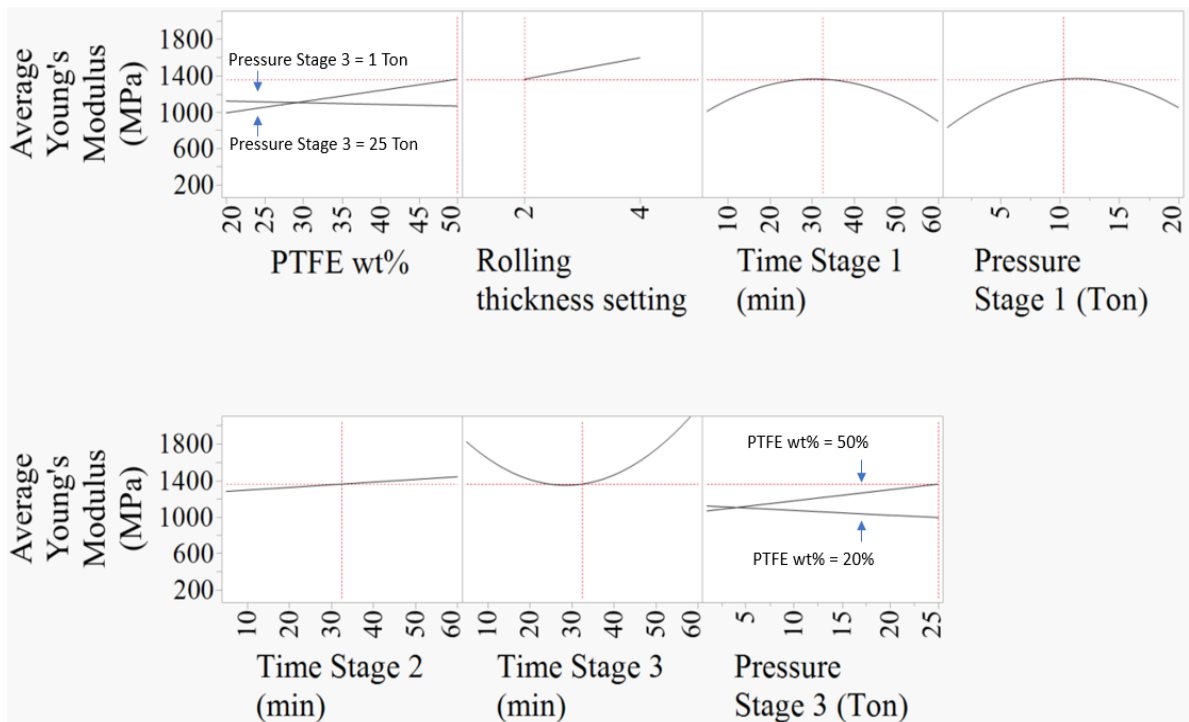 Average
Young's
Modulus
(MPa)
1800
1400
1000
600
200
Pressure Stage 3 = 1 Ton
Pressure Stage 3 = 25 Ton
20
25
30
35
40
45
50
2
4
10
20
30
40
50
60
5
10
15
20
PTFE wt%
Rolling
thickness setting
Time Stage 1
(min)
Pressure
Stage 1 (Ton)
Average
Young's
Modulus
(MPa)
1800
1400
1000
600
200
PTFE wt% = 50%
PTFE wt% = 20%
10
20
30
40
50
60
10
20
30
40
50
60
5
10
15
20
25
Time Stage 2
(min)
Time Stage 3
(min)
Pressure
Stage 3 (Ton)